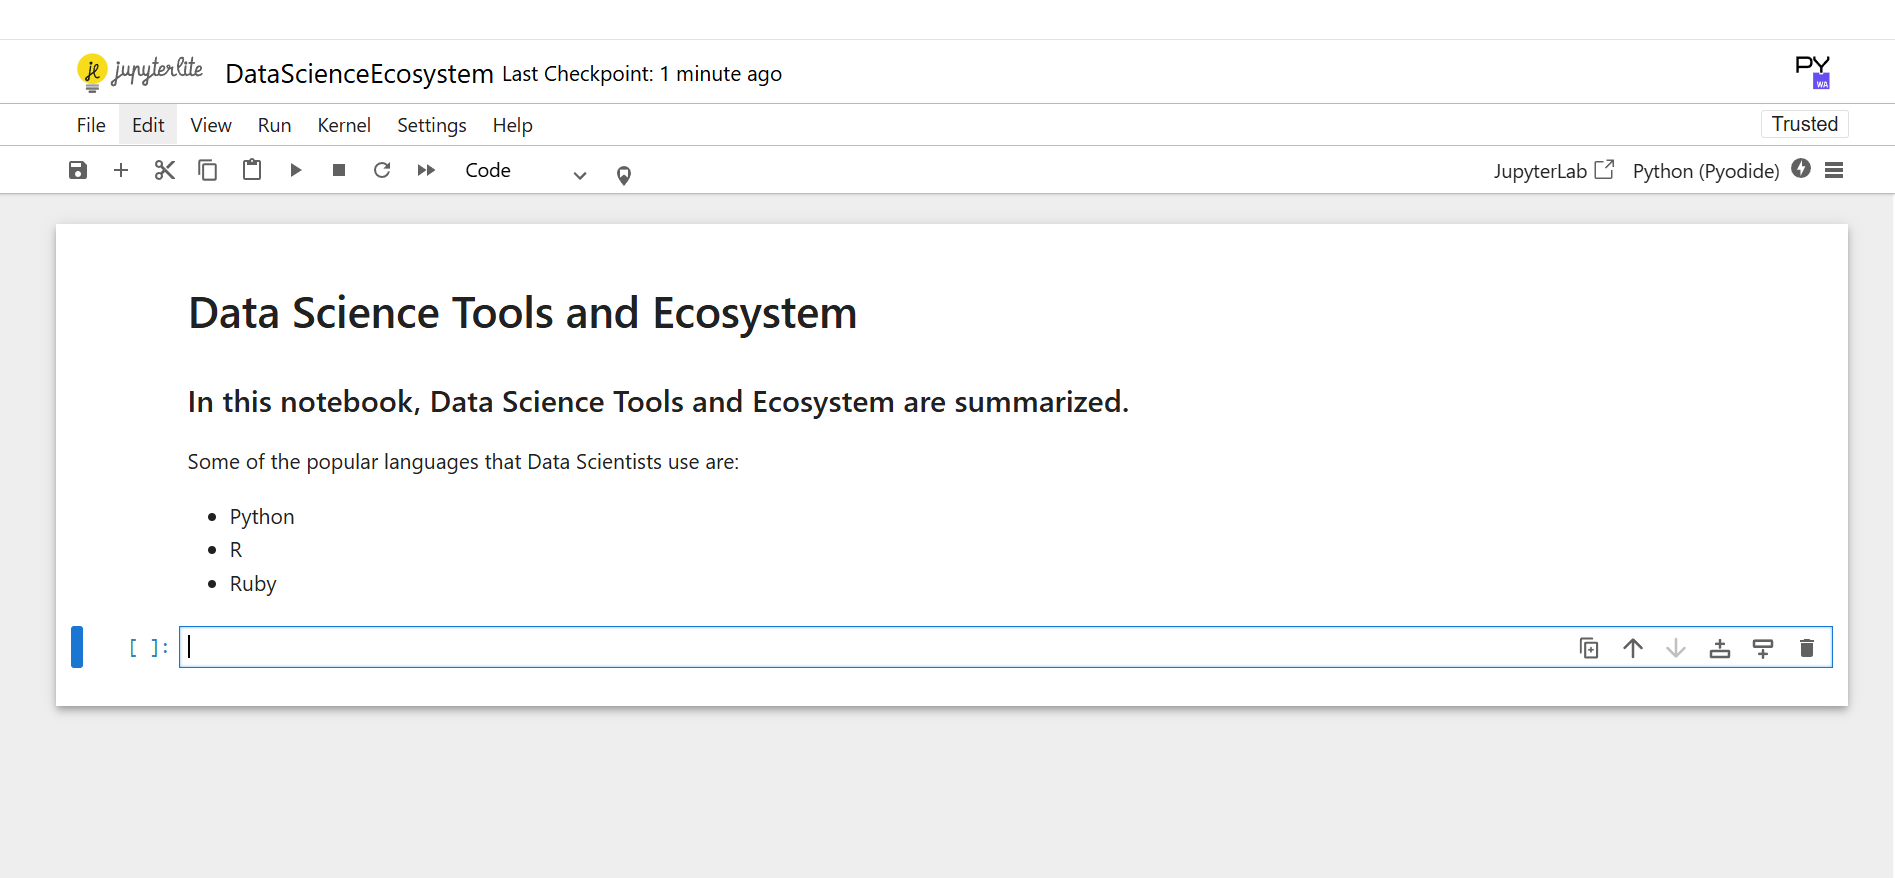 jupyterlite DataScienceEcosystem Last Checkpoint: 1 minute ago
PY
WA
File Edit View Run Kernel Settings Help Trusted
Code JupyterLab Python (Pyodide)
Data Science Tools and Ecosystem
In this notebook, Data Science Tools and Ecosystem are summarized.
Some of the popular languages that Data Scientists use are:
• Python
• R
• Ruby
[ ]: